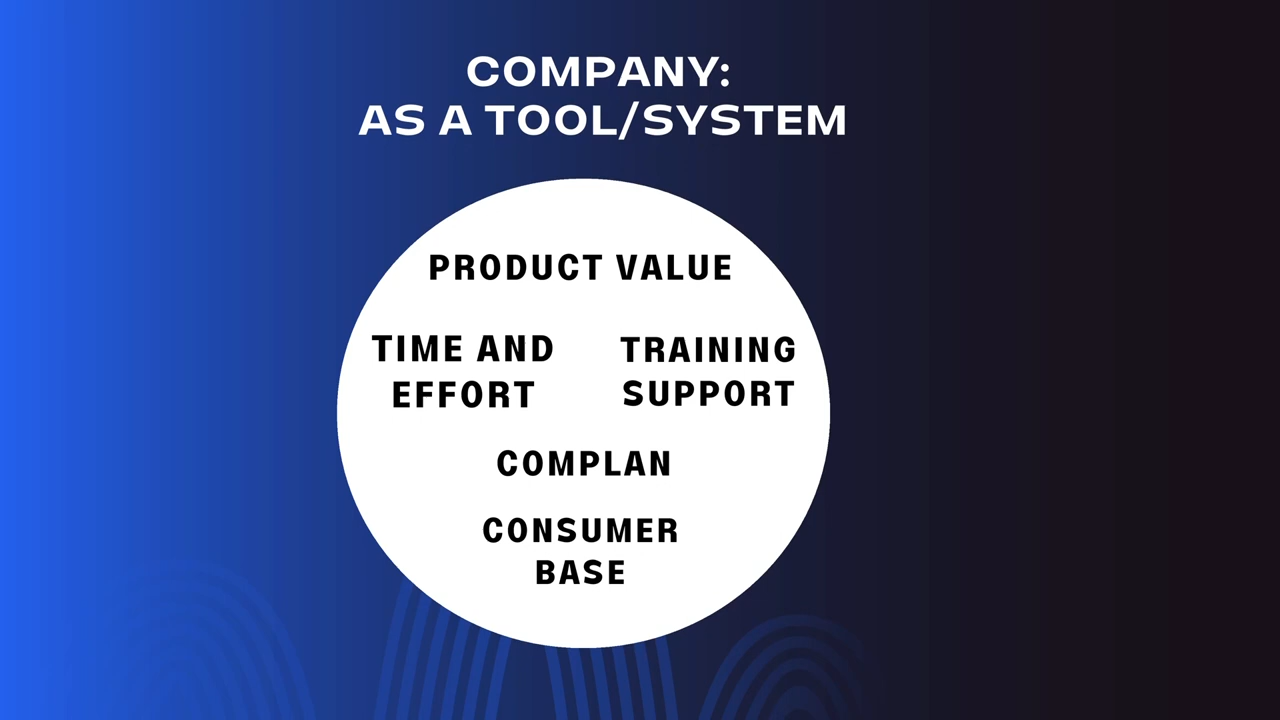 COMPANY:
AS A TOOL/SYSTEM
PRODUCT VALUE
TIME AND
EFFORT
TRAINING
SUPPORT
COMPLAN
CONSUMER
BASE